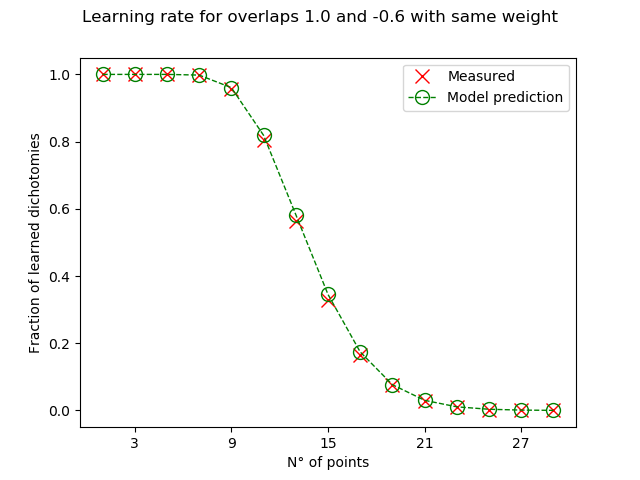 Learning rate for overlaps 1.0 and -0.6 with same weight
Measured
Model prediction
Fraction of learned dichotomies
1.0
0.8
0.6
0.4
0.2
0.0
3 9 15 21 27
N° of points